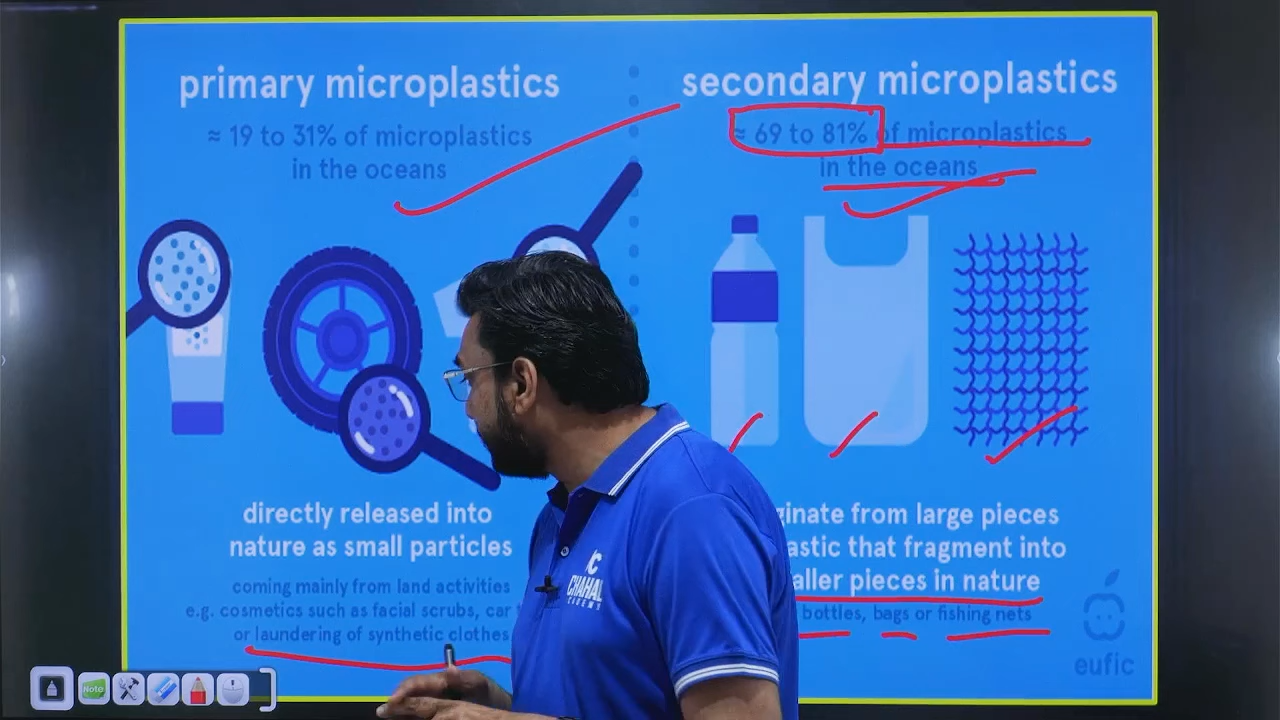 primary microplastics
≈ 19 to 31% of microplastics
in the oceans
directly released into
nature as small particles
coming mainly from land activities
e.g. cosmetics such as facial scrubs, car
or laundering of synthetic clothes
secondary microplastics
≈ 69 to 81% of microplastics
in the oceans
from large pieces
that fragment into
pieces in nature
bottles, bags or fishing nets
eufic
CHAHAL
Note